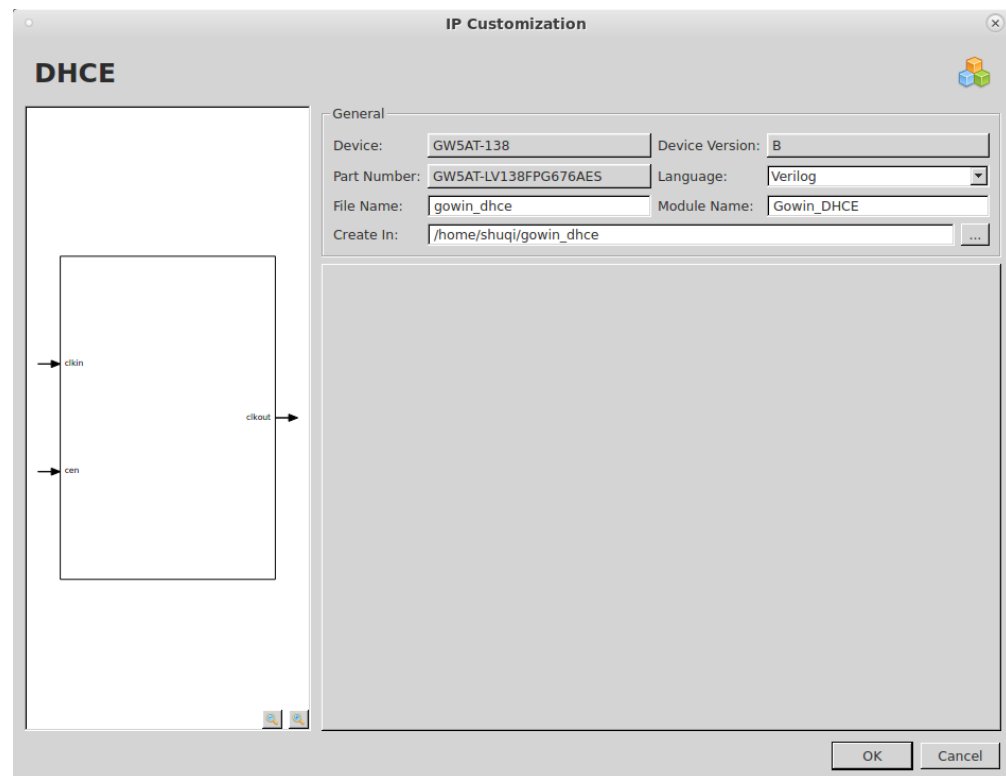 IP Customization
DHCE
General
Device: GW5AT-138 Device Version: B
Part Number: GW5AT-LV138FPG676AES Language: Verilog
File Name: gowin_dhce Module Name: Gowin_DHCE
Create In: /home/shuqi/gowin_dhce ...
clkin
clkout
cen
OK Cancel